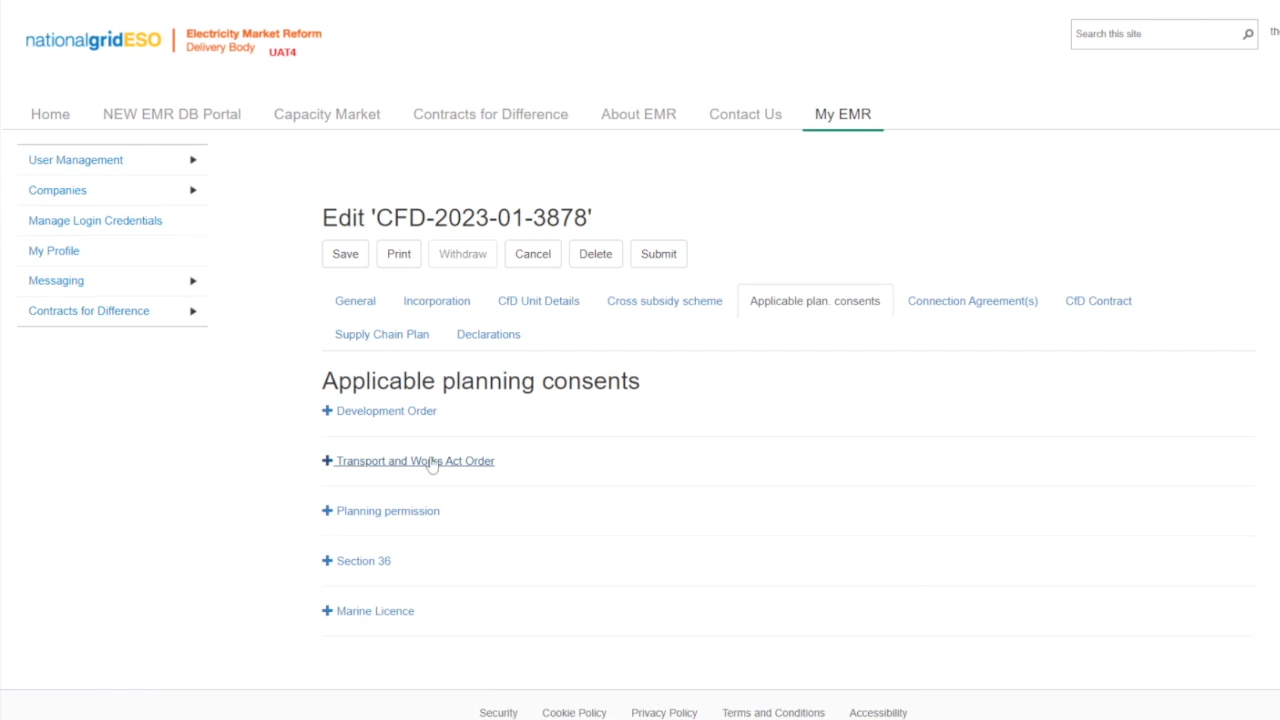 nationalgridESO
Electricity Market Reform
Delivery Body
UAT4
Search this site
Home
NEW EMR DB Portal
Capacity Market
Contracts for Difference
About EMR
Contact Us
My EMR
User Management
Companies
Manage Login Credentials
My Profile
Messaging
Contracts for Difference
Edit 'CFD-2023-01-3878'
Save
Print
Withdraw
Cancel
Delete
Submit
General
Incorporation
CfD Unit Details
Cross subsidy scheme
Applicable plan. consents
Connection Agreement(s)
CfD Contract
Supply Chain Plan
Declarations
Applicable planning consents
Development Order
Transport and Works Act Order
Planning permission
Section 36
Marine Licence
Security
Cookie Policy
Privacy Policy
Terms and Conditions
Accessibility